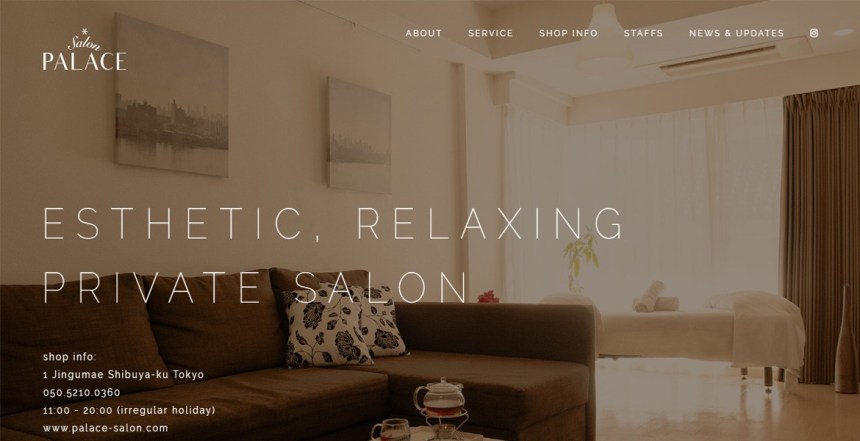 Salon
PALACE
ABOUT SERVICE SHOP INFO STAFFS NEWS & UPDATES
ESTHETIC, RELAXING
PRIVATE SALON
shop info:
1 Jingumae Shibuya-ku Tokyo
050.5210.0360
11:00 - 20:00 (irregular holiday)
www.palace-salon.com